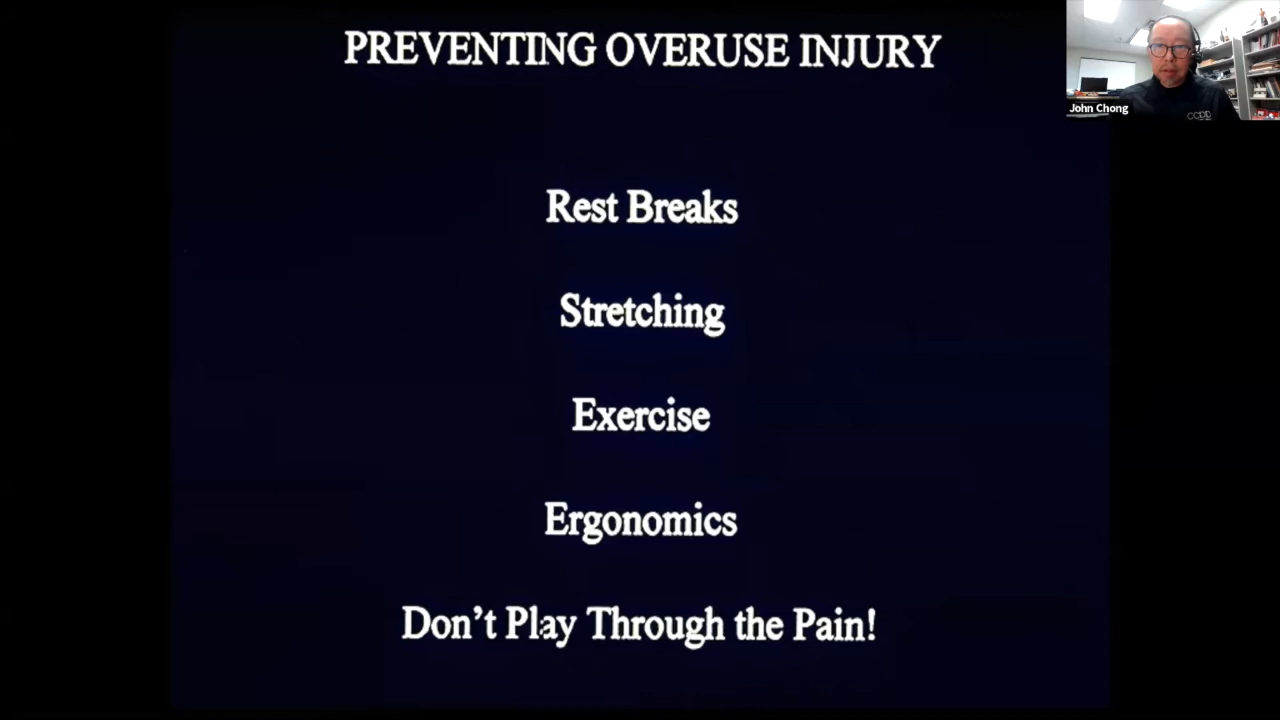 PREVENTING OVERUSE INJURY
Rest Breaks
Stretching
Exercise
Ergonomics
Don’t Play Through the Pain!
John Chong